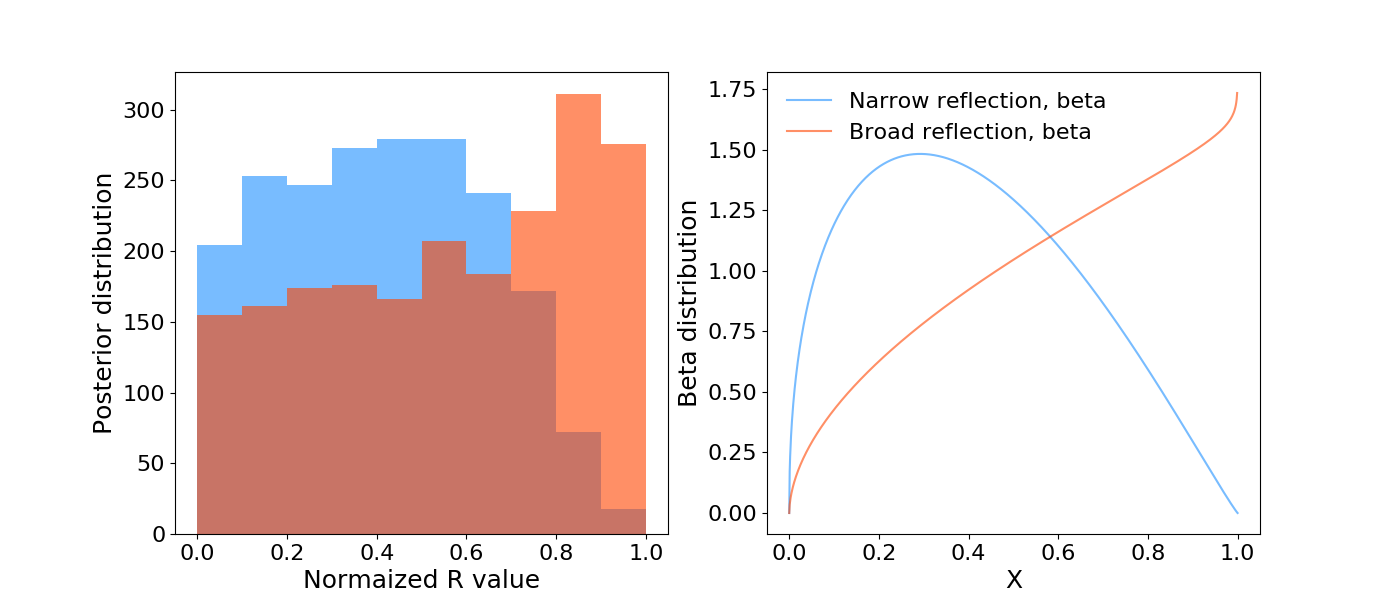 Posterior distribution
300
250
200
150
100
50
0
0.0 0.2 0.4 0.6 0.8 1.0
Normaized R value
Beta distribution
1.75
1.50
1.25
1.00
0.75
0.50
0.25
0.00
Narrow reflection, beta
Broad reflection, beta
0.0 0.2 0.4 0.6 0.8 1.0
X